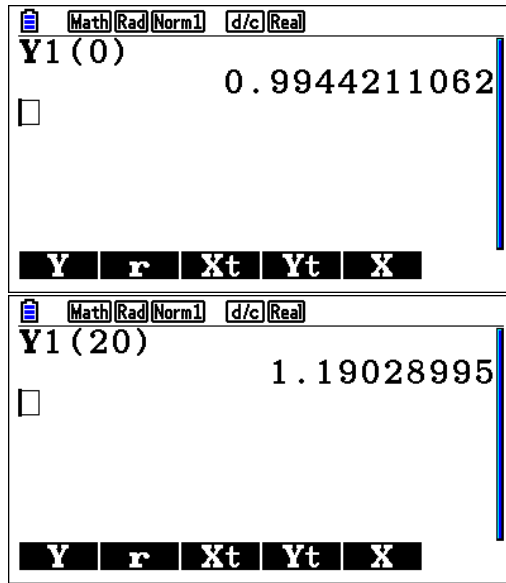 Math Rad Norm1 d/c Real
Y1(0)
0.9944211062
Y r Xt Yt X
Math Rad Norm1 d/c Real
Y1(20)
1.19028995
Y r Xt Yt X